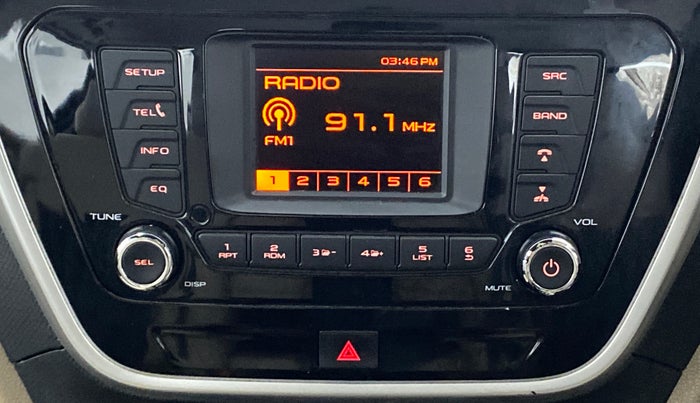 03:46 PM
RADIO
91.1 MHz
FM1
1 2 3 4 5 6
SETUP
TEL
INFO
EQ
SRC
BAND
TUNE
VOL
SEL
DISP
MUTE
1 RPT
2 RDM
3 -
4 +
5 LIST
6